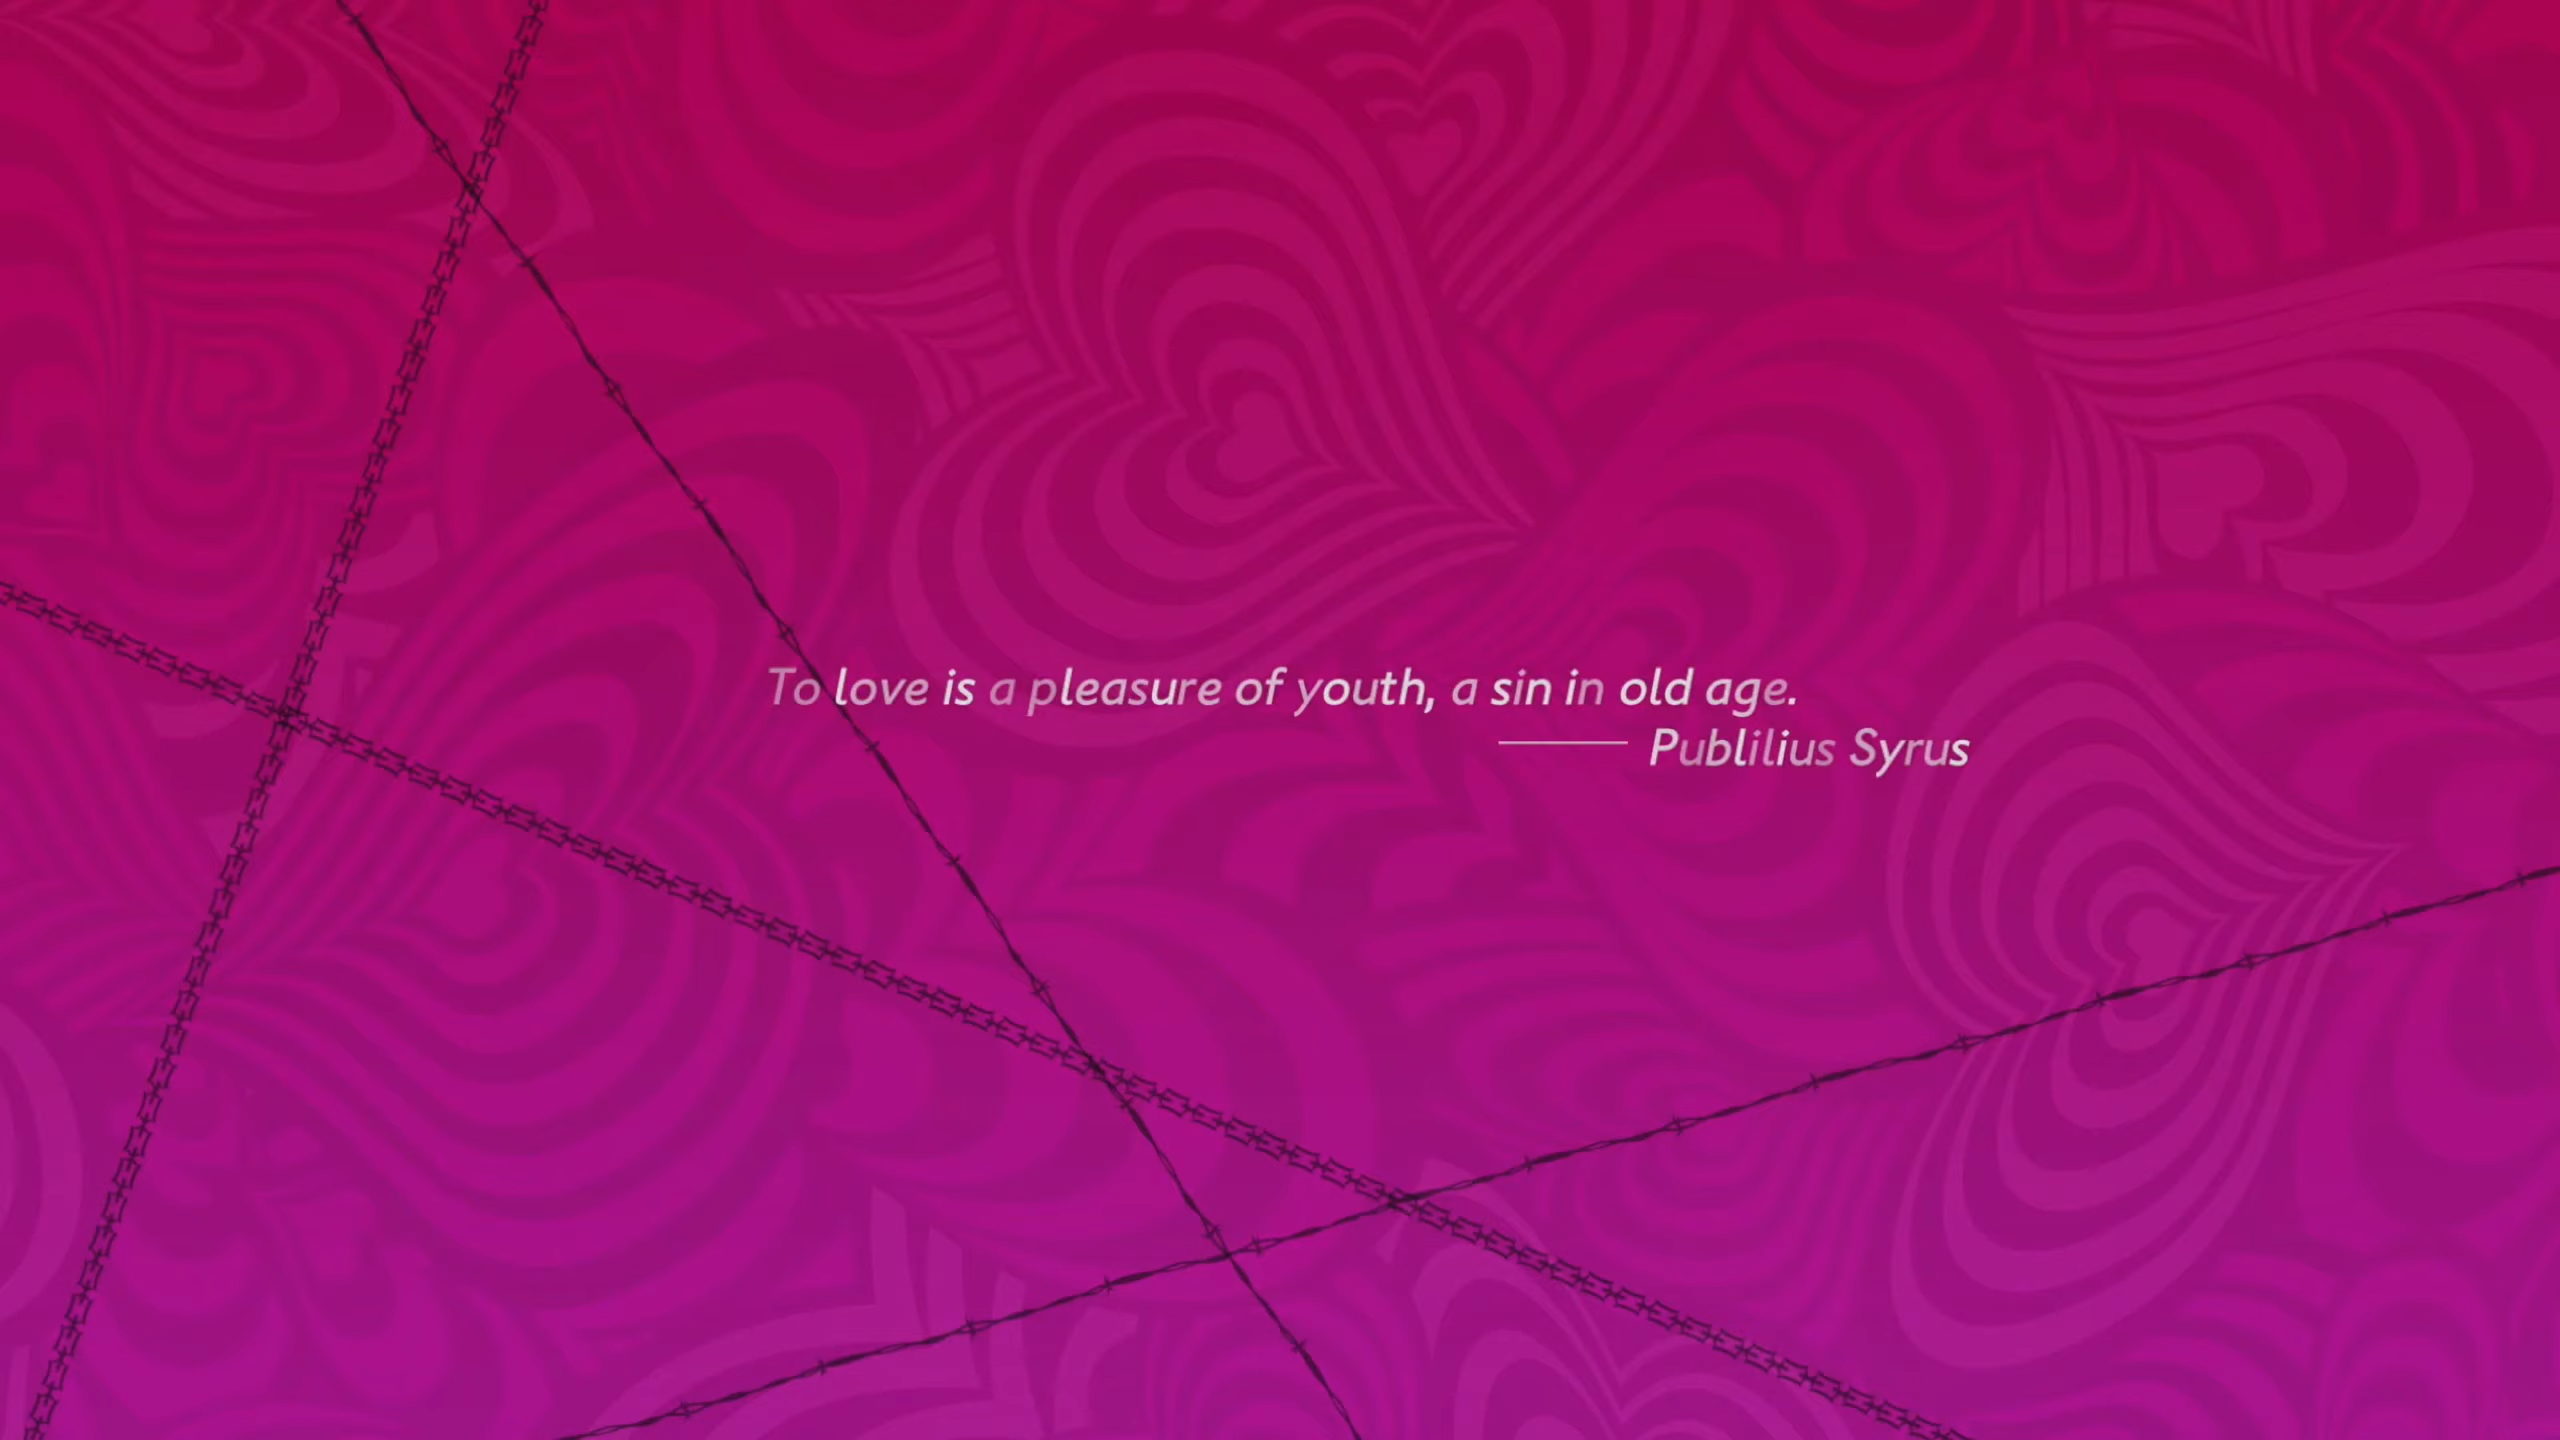 To love is a pleasure of youth, a sin in old age.
—— Publilius Syrus